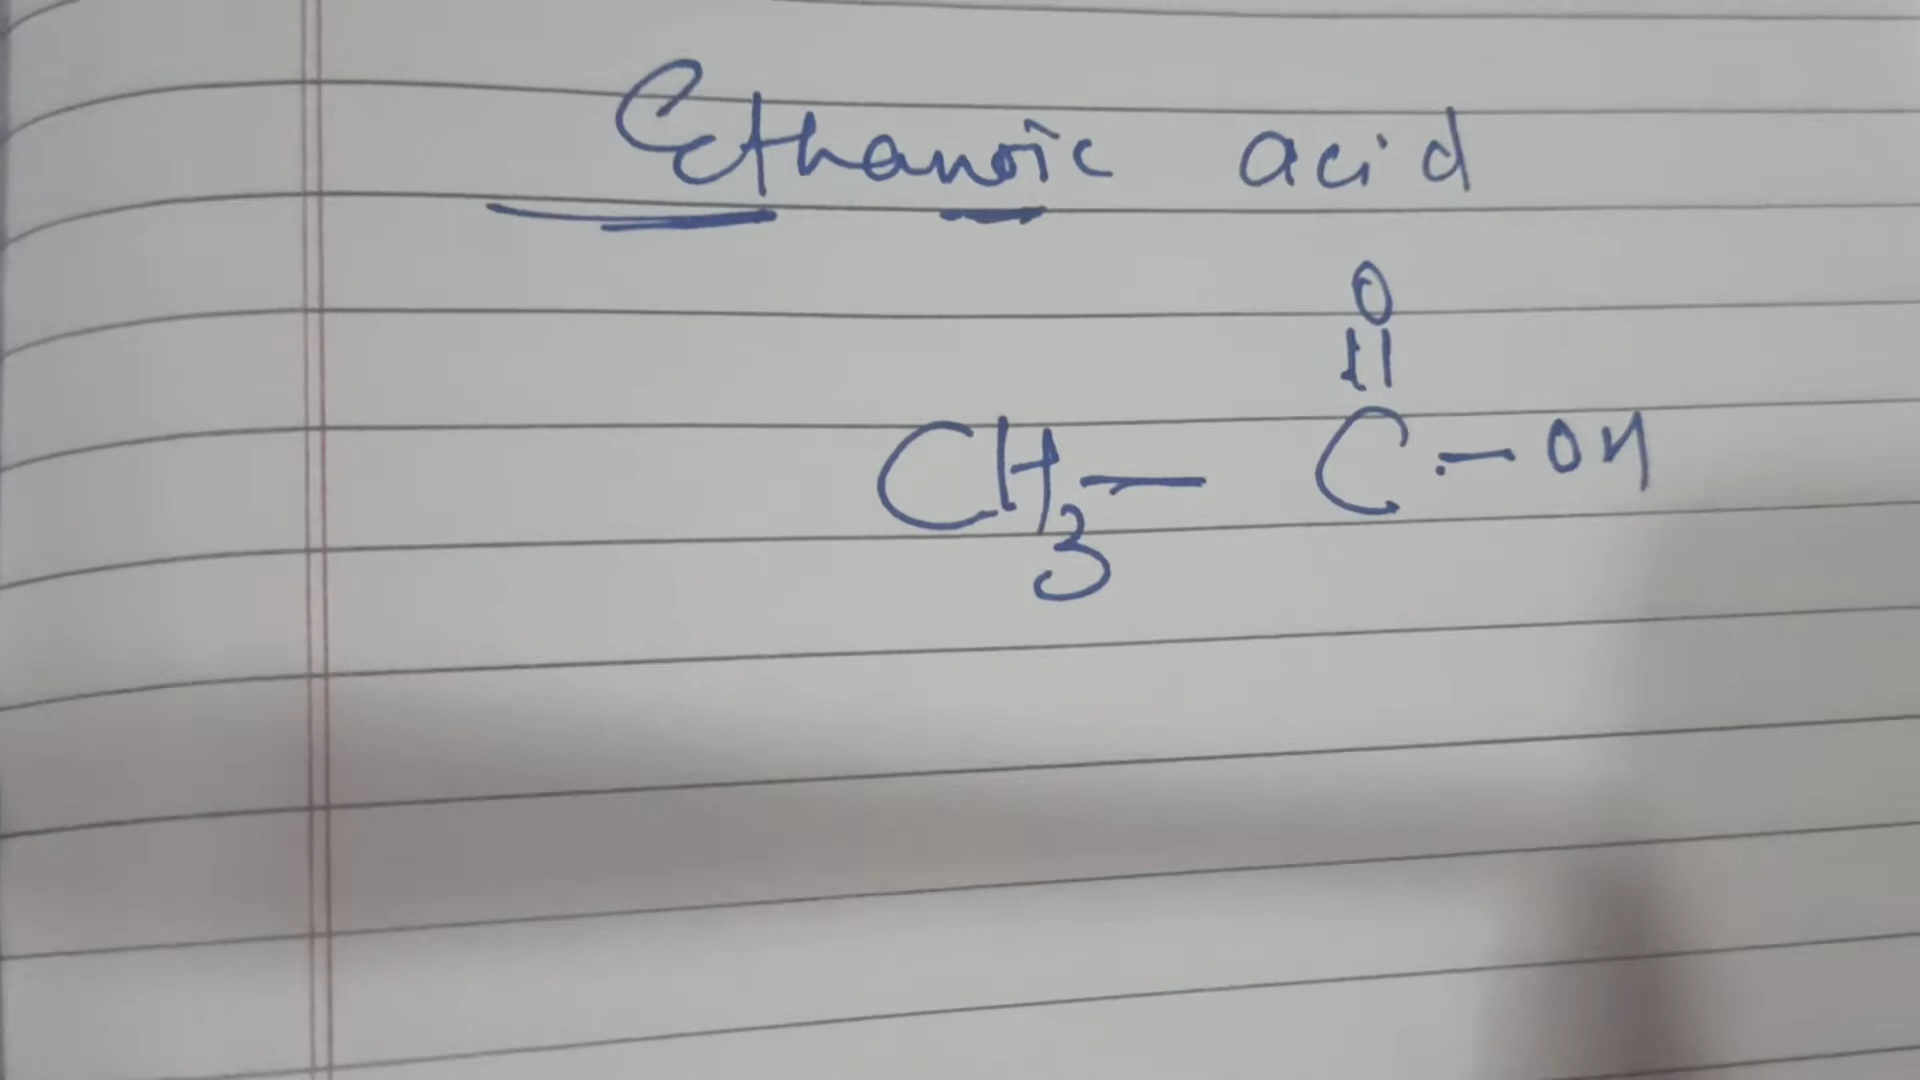 Ethanoic acid
O
||
CH3— C — OH